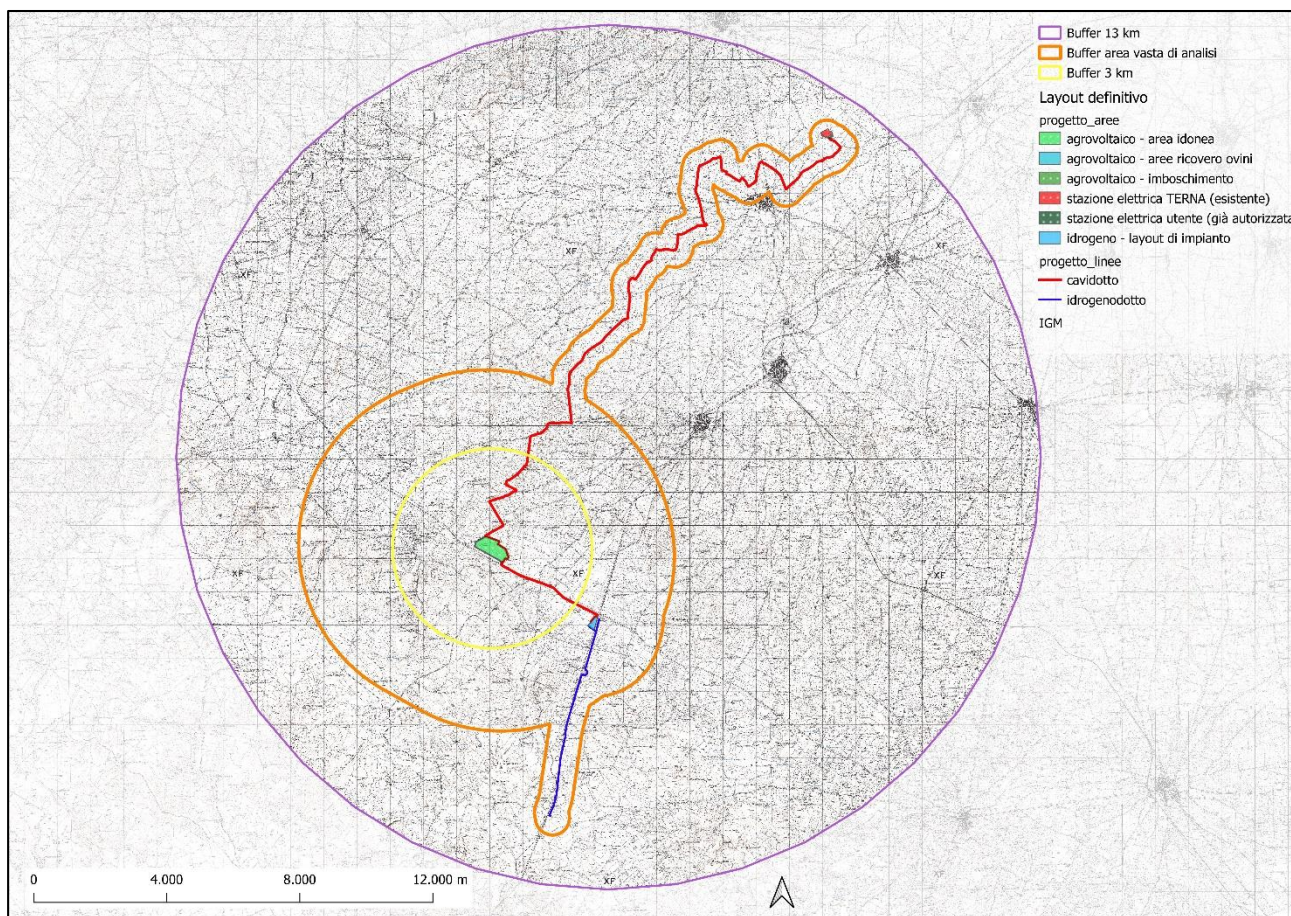 Buffer 13 km
Buffer area vasta di analisi
Buffer 3 km
Layout definitivo
progetto_aree
agrovoltaico - area idonea
agrovoltaico - aree ricovero ovini
agrovoltaico - imboschimento
stazione elettrica TERNA (esistente)
stazione elettrica utente (già autorizzata
idrogeno - layout di impianto
progetto_linee
cavidotto
idrogenodotto
IGM
XF
XF
XF
XF
XF
XF
XF
0
4.000
8.000
12.000 m